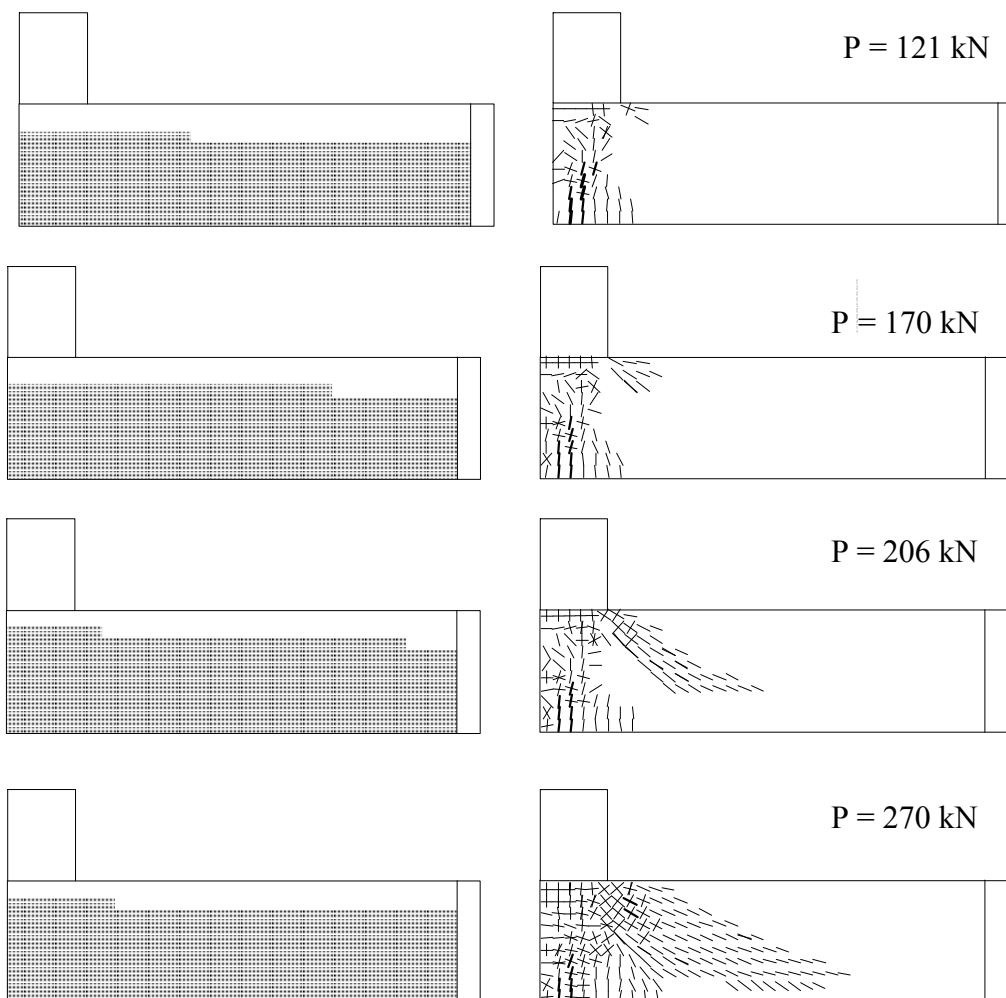 P = 121 kN
P = 170 kN
P = 206 kN
P = 270 kN